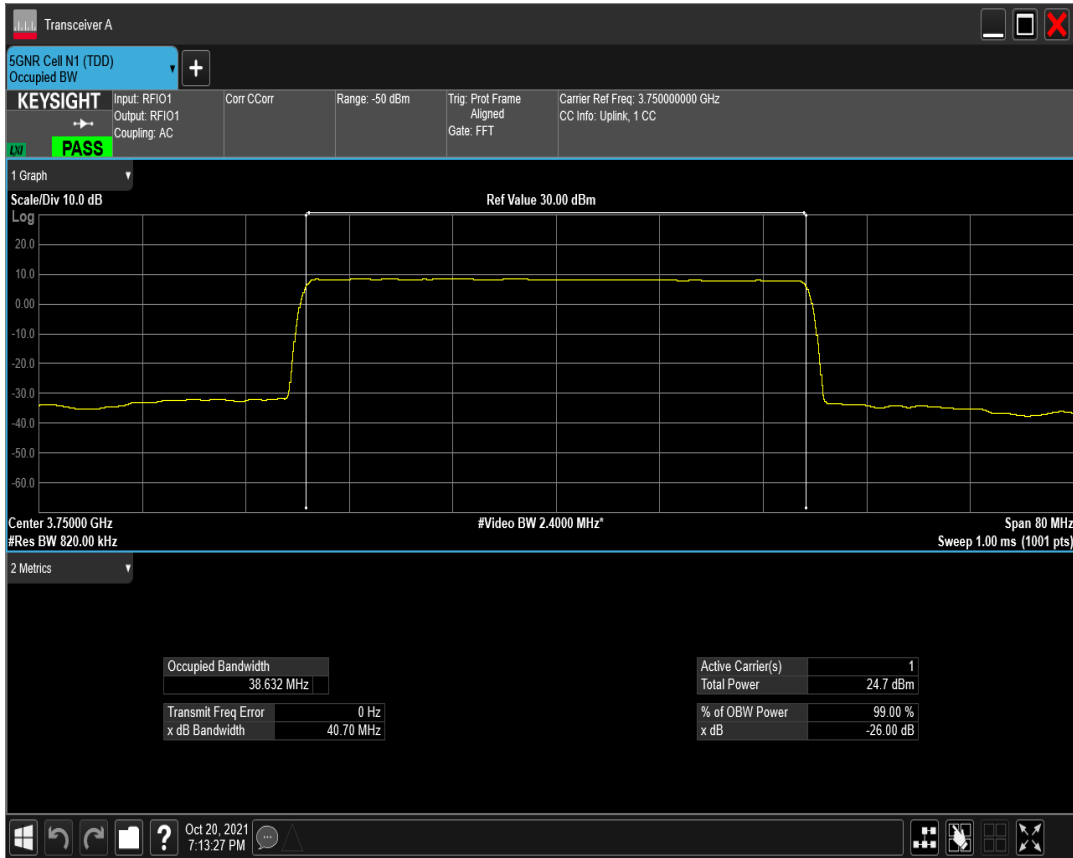 Transceiver A
5GNR Cell N1 (TDD)
Occupied BW
+
KEYSIGHT
LXI
PASS
Input: RFIO1
Output: RFIO1
Coupling: AC
Corr CCorr
Range: -50 dBm
Trig: Prot Frame
Aligned
Gate: FFT
Carrier Ref Freq: 3.750000000 GHz
CC Info: Uplink, 1 CC
1 Graph
Scale/Div 10.0 dB
Ref Value 30.00 dBm
Log
20.0
10.0
0.00
-10.0
-20.0
-30.0
-40.0
-50.0
-60.0
Center 3.75000 GHz
#Video BW 2.4000 MHz*
Span 80 MHz
#Res BW 820.00 kHz
Sweep 1.00 ms (1001 pts)
2 Metrics
Occupied Bandwidth
38.632 MHz
Transmit Freq Error 0 Hz
x dB Bandwidth 40.70 MHz
Active Carrier(s) 1
Total Power 24.7 dBm
% of OBW Power 99.00 %
x dB -26.00 dB
?
Oct 20, 2021
7:13:27 PM